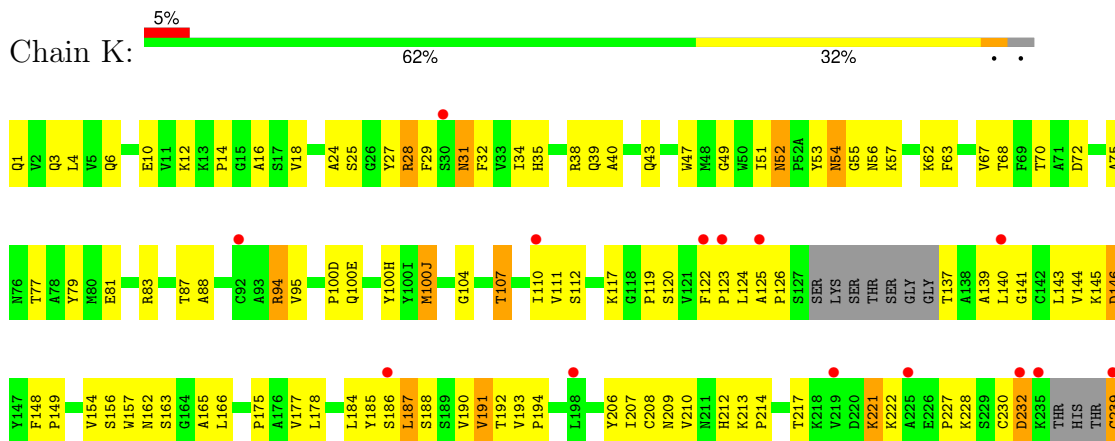 5%
Chain K:
62% 32% • •
Q1 V2 Q3 L4 V5 Q6 E10 V11 K12 K13 P14 G15 A16 S17 V18 A24 S25 G26 Y27 R28 F29 S30 N31 F32 V33 I34 H35 R38 Q39 A40 Q43 W47 M48 G49 W50 I51 N52 P52A Y53 N54 G55 N56 K57 K62 F63 V67 T68 F69 T70 A71 D72 A75
N76 T77 A78 Y79 M80 E81 R83 T87 A88 C92 A93 R94 V95 P100D Q100E Y100H Y100I M100J G104 T107 I110 V111 S112 K117 G118 P119 S120 V121 F122 P123 L124 A125 P126 S127 SER LYS SER THR SER GLY GLY T137 A138 A139 L140 G141 C142 L143 V144 K145 D146
Y147 F148 P149 V154 S156 W157 N162 S163 G164 A165 L166 P175 A176 V177 L178 L184 Y185 S186 L187 S188 S189 V190 V191 T192 V193 P194 L198 Y206 I207 C208 N209 V210 N211 H212 K213 P214 T217 K218 V219 D220 K221 K222 A225 E226 P227 K228 S229 C230 D232 K235 THR HIS THR